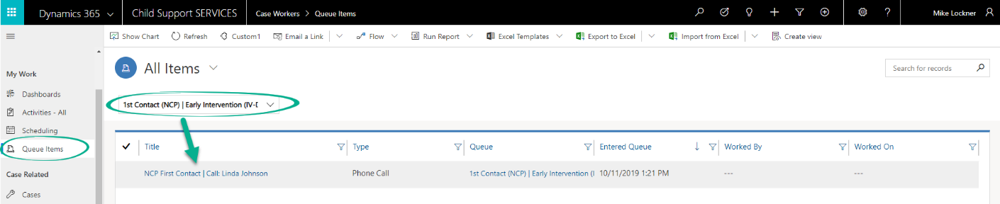 Dynamics 365 Child Support SERVICES Case Workers > Queue Items Mike Lockner
Show Chart Refresh Custom1 Email a Link Flow Run Report Excel Templates Export to Excel Import from Excel Create view
All Items
Search for records
My Work
Dashboards
Activities - All
Scheduling
Queue Items
Case Related
Cases
1st Contact (NCP) | Early Intervention (IV-D
Title Type Queue Entered Queue Worked By Worked On
NCP First Contact | Call: Linda Johnson Phone Call 1st Contact (NCP) | Early Intervention (I 10/11/2019 1:21 PM --- ---